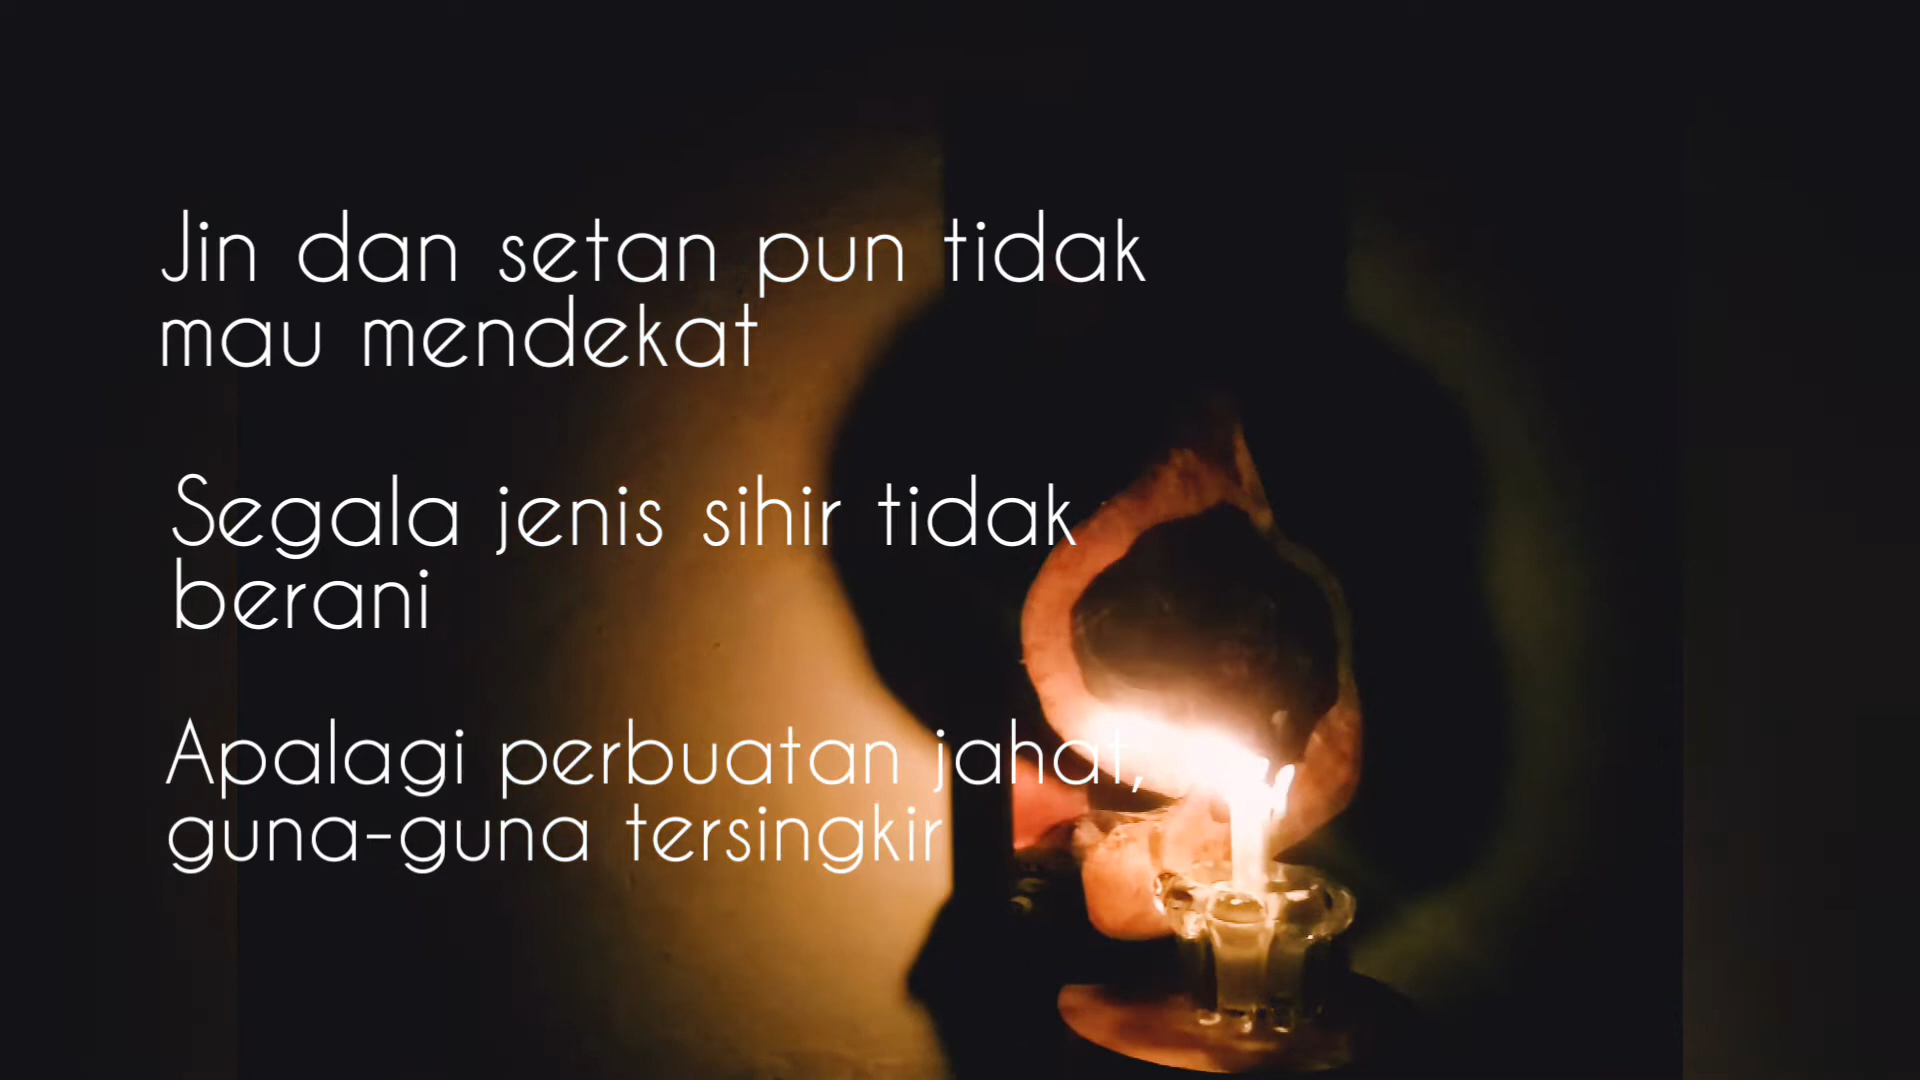 Jin dan setan pun tidak
mau mendekat
Segala jenis sihir tidak
berani
Apalagi perbuatan jahat,
guna-guna tersingkir